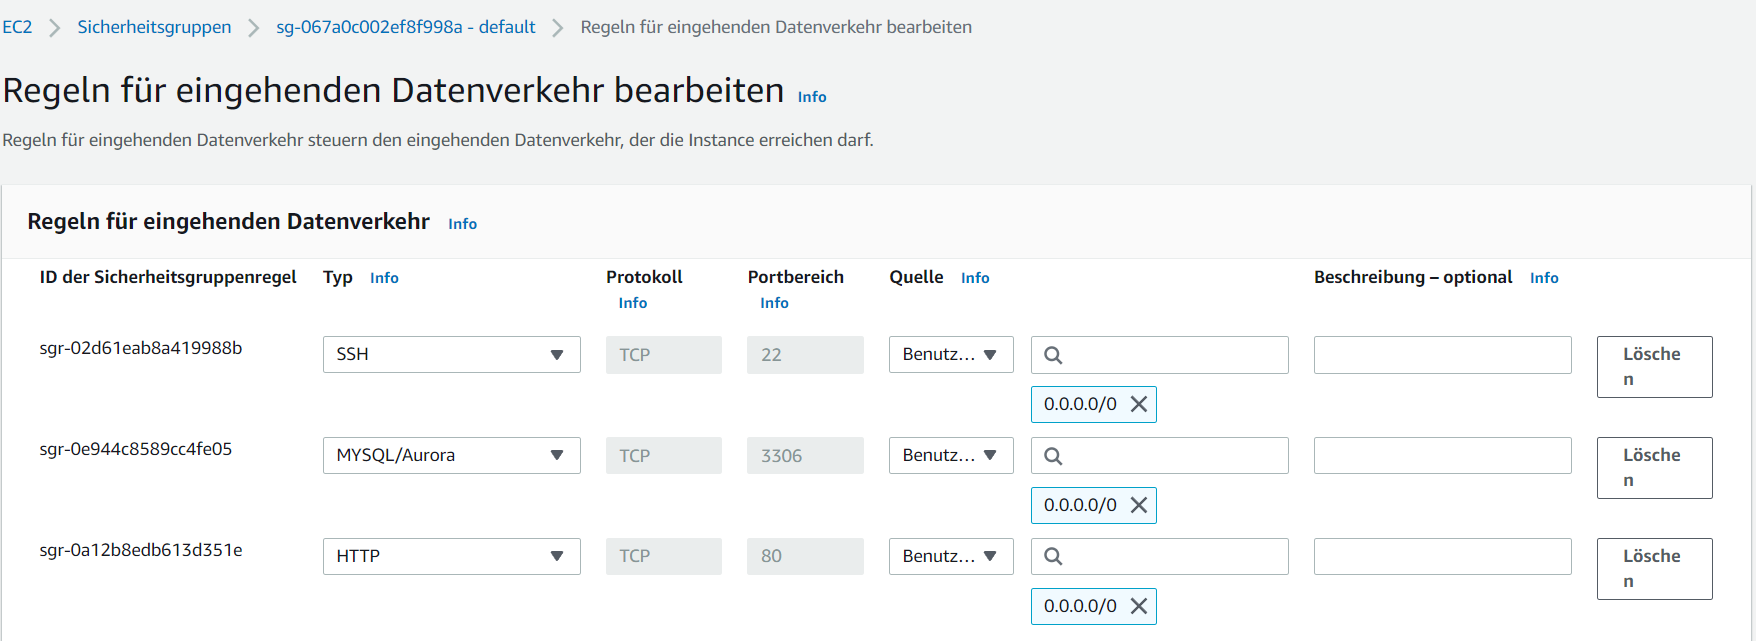 EC2 > Sicherheitsgruppen > sg-067a0c002ef8f998a - default > Regeln für eingehenden Datenverkehr bearbeiten
Regeln für eingehenden Datenverkehr bearbeiten Info
Regeln für eingehenden Datenverkehr steuern den eingehenden Datenverkehr, der die Instance erreichen darf.
Regeln für eingehenden Datenverkehr Info
ID der Sicherheitsgruppenregel Typ Info Protokoll Portbereich Quelle Info Beschreibung – optional Info
Info Info
sgr-02d61eab8a419988b SSH TCP 22 Benutz... Lösche
n
0.0.0.0/0
sgr-0e944c8589cc4fe05 MYSQL/Aurora TCP 3306 Benutz... Lösche
n
0.0.0.0/0
sgr-0a12b8edb613d351e HTTP TCP 80 Benutz... Lösche
n
0.0.0.0/0